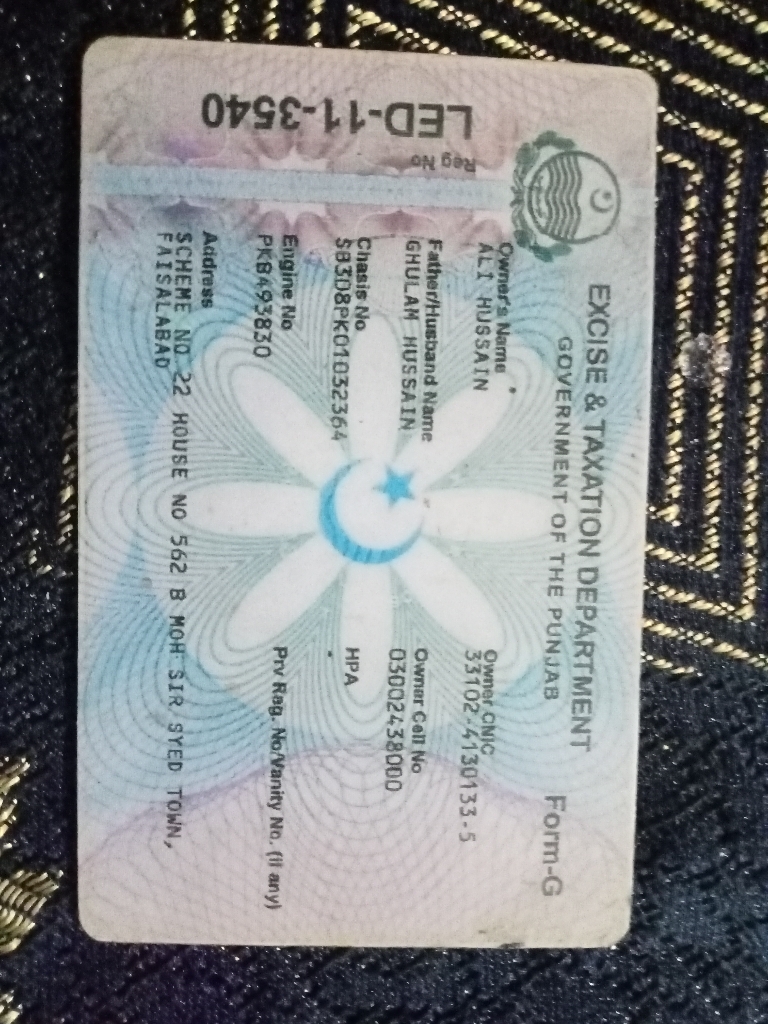 EXCISE & TAXATION DEPARTMENT
GOVERNMENT OF THE PUNJAB
Form-G
Reg No
LED-11-3540
Owner's Name
ALI HUSSAIN
Owner CNIC
33102-4130133-5
Father/Husband Name
GHULAM HUSSAIN
Owner Cell No
03002438000
Chasis No
SB308PK01032364
HPA
Engine No
PKB493830
Prv Reg. No/Vanity No. (if any)
Address
SCHEME NO 22 HOUSE NO 562 B MOH SIR SYED TOWN,
FAISALABAD